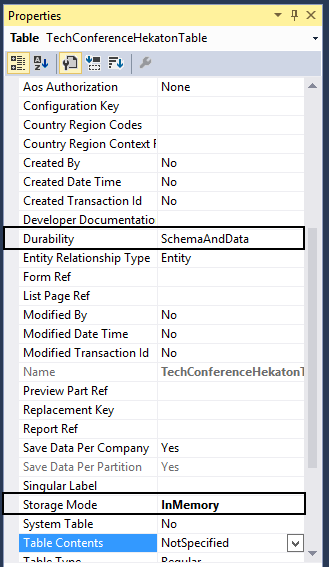 Properties
Table TechConferenceHekatonTable
Aos Authorization None
Configuration Key
Country Region Codes
Country Region Context F
Created By No
Created Date Time No
Created Transaction Id No
Developer Documentatio
Durability SchemaAndData
Entity Relationship Type Entity
Form Ref
List Page Ref
Modified By No
Modified Date Time No
Modified Transaction Id No
Name TechConferenceHekatonT
Preview Part Ref
Replacement Key
Report Ref
Save Data Per Company Yes
Save Data Per Partition Yes
Singular Label
Storage Mode InMemory
System Table No
Table Contents NotSpecified
Table Type Regular